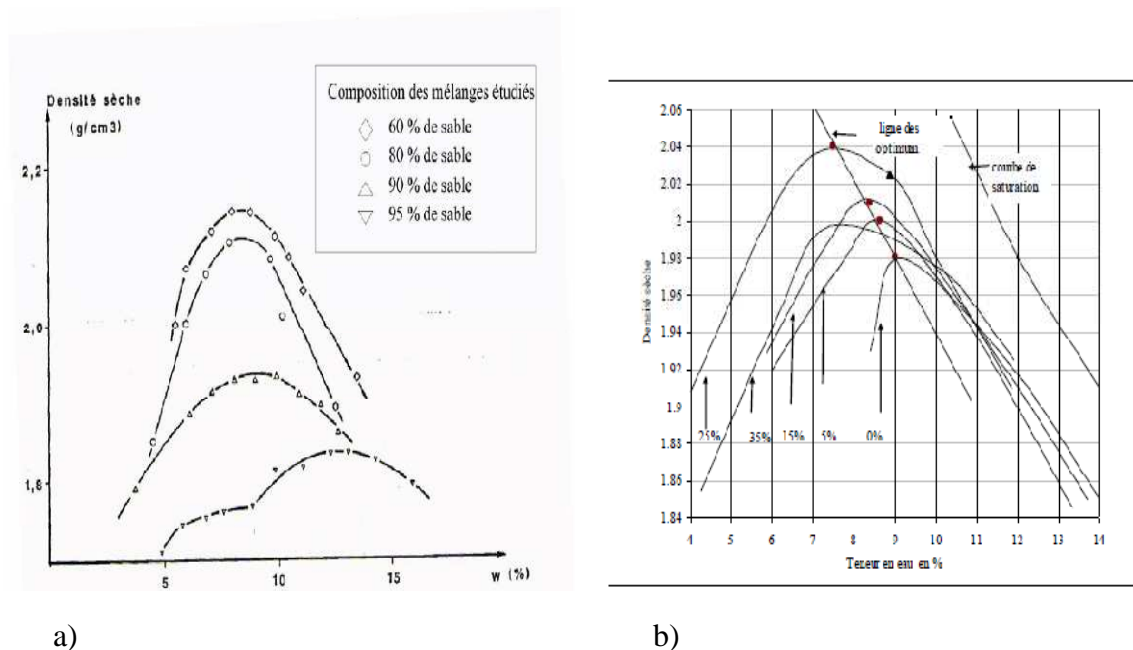 Densité sèche
(g/cm3)
2,2
2,0
1,8
5
10
15
w (%)
Composition des mélanges étudiés
60 % de sable
80 % de sable
90 % de sable
95 % de sable
a)
2.06
2.04
2.02
2
1.98
1.96
1.94
1.92
1.9
1.88
1.86
1.84
Densité sèche
ligne des
optimum
courbe de
saturation
25%
35%
15%
5%
0%
4
5
6
7
8
9
10
11
12
13
14
Teneur en eau en %
b)